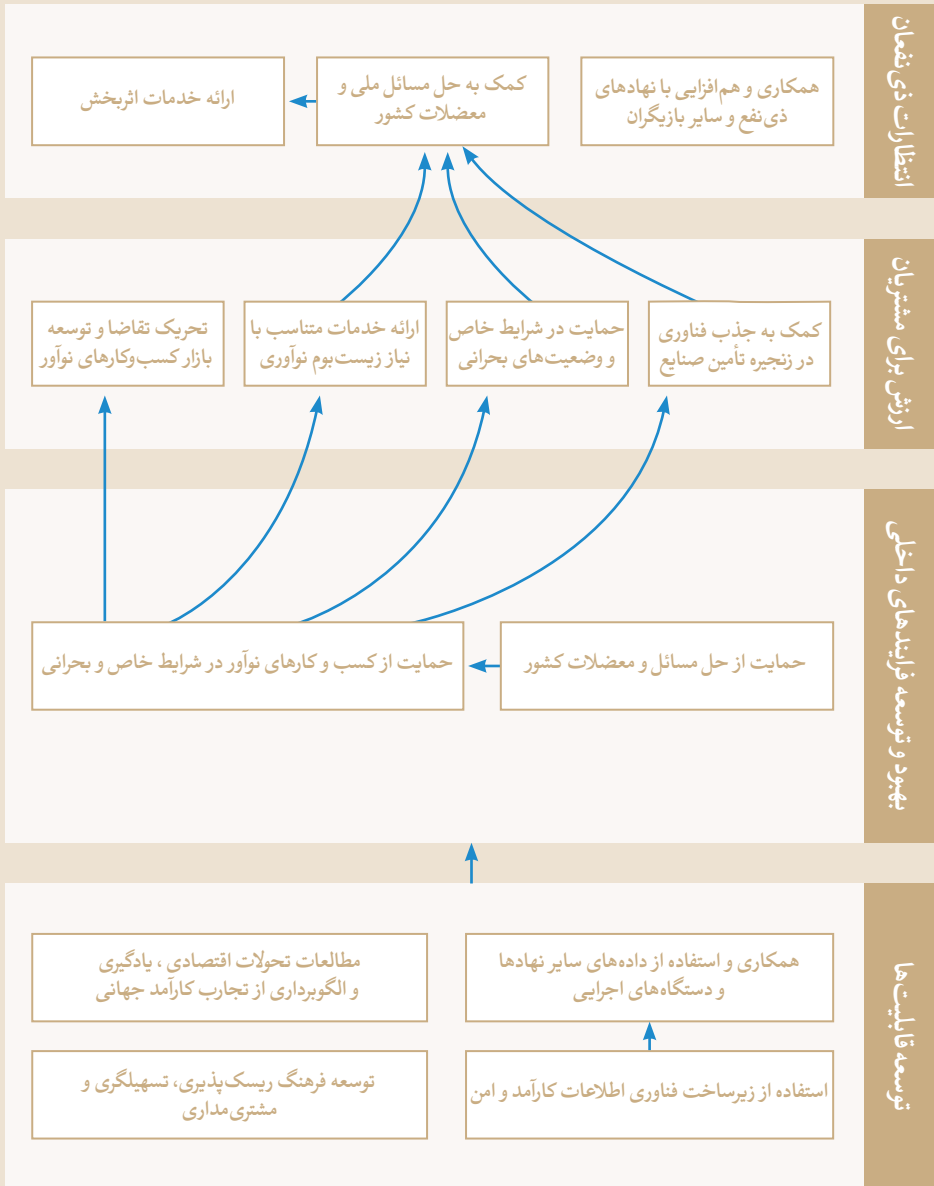 انتظارات ذی‌نفعان
همکاری و هم‌افزایی با نهادهای
ذی‌نفع و سایر بازیگران
کمک به حل مسائل ملی و
معضلات کشور
ارائه خدمات اثربخش
ارزش برای مشتریان
کمک به جذب فناوری
در زنجیره تأمین صنایع
حمایت در شرایط خاص
و وضعیت‌های بحرانی
ارائه خدمات متناسب با
نیاز زیست‌بوم نوآوری
تحریک تقاضا و توسعه
بازار کسب‌وکارهای نوآور
بهبود و توسعه فرایندهای داخلی
حمایت از حل مسائل و معضلات کشور
حمایت از کسب و کارهای نوآور در شرایط خاص و بحرانی
توسعه قابلیت‌ها
همکاری و استفاده از داده‌های سایر نهادها
و دستگاه‌های اجرایی
مطالعات تحولات اقتصادی ، یادگیری
و الگوبرداری از تجارب کارآمد جهانی
استفاده از زیرساخت فناوری اطلاعات کارآمد و امن
توسعه فرهنگ ریسک‌پذیری، تسهیلگری و
مشتری‌مداری